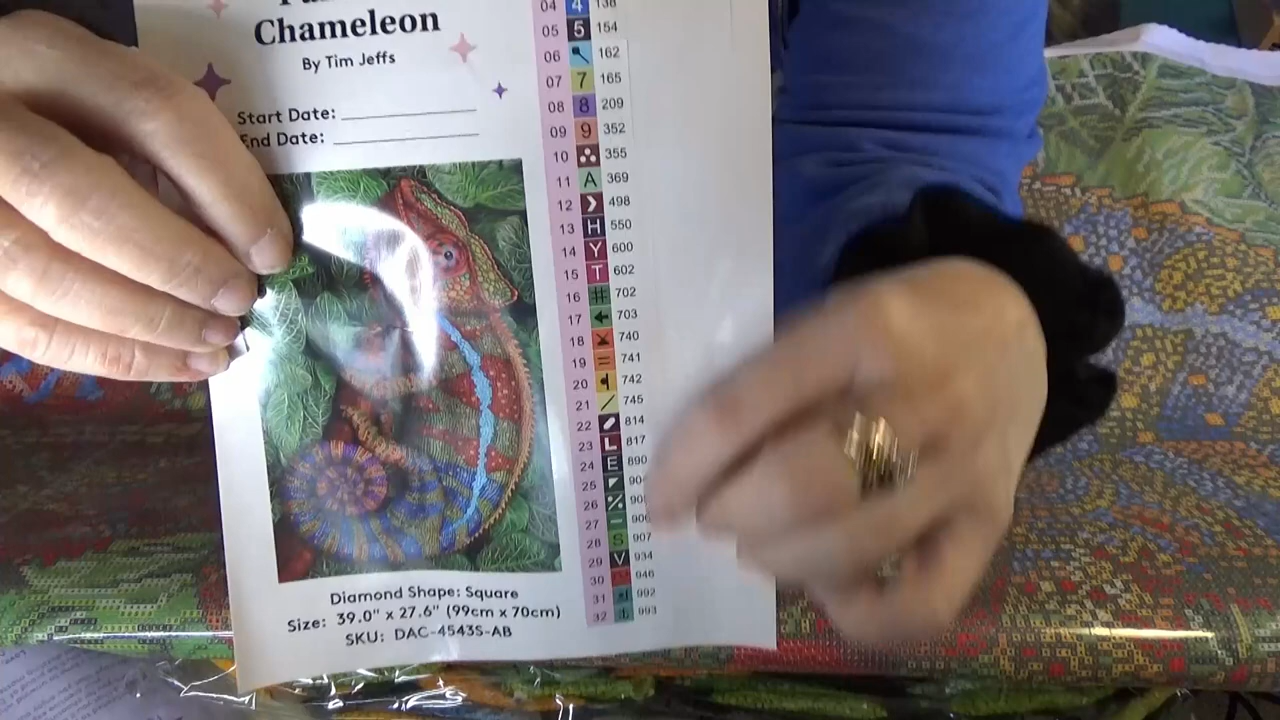 Chameleon
By Tim Jeffs
Start Date:
End Date:
Diamond Shape: Square
Size: 39.0" x 27.6" (99cm x 70cm)
SKU: DAC-4543S-AB
04 4 138
05 5 154
06 162
07 7 165
08 8 209
09 9 352
10 355
11 A 369
12 498
13 H 550
14 Y 600
15 T 602
16 # 702
17 703
18 740
19 = 741
20 742
21 / 745
22 814
23 L 817
24 E 890
25
26 %
27 –
28 S 907
29 V 934
30 946
31 992
32 993